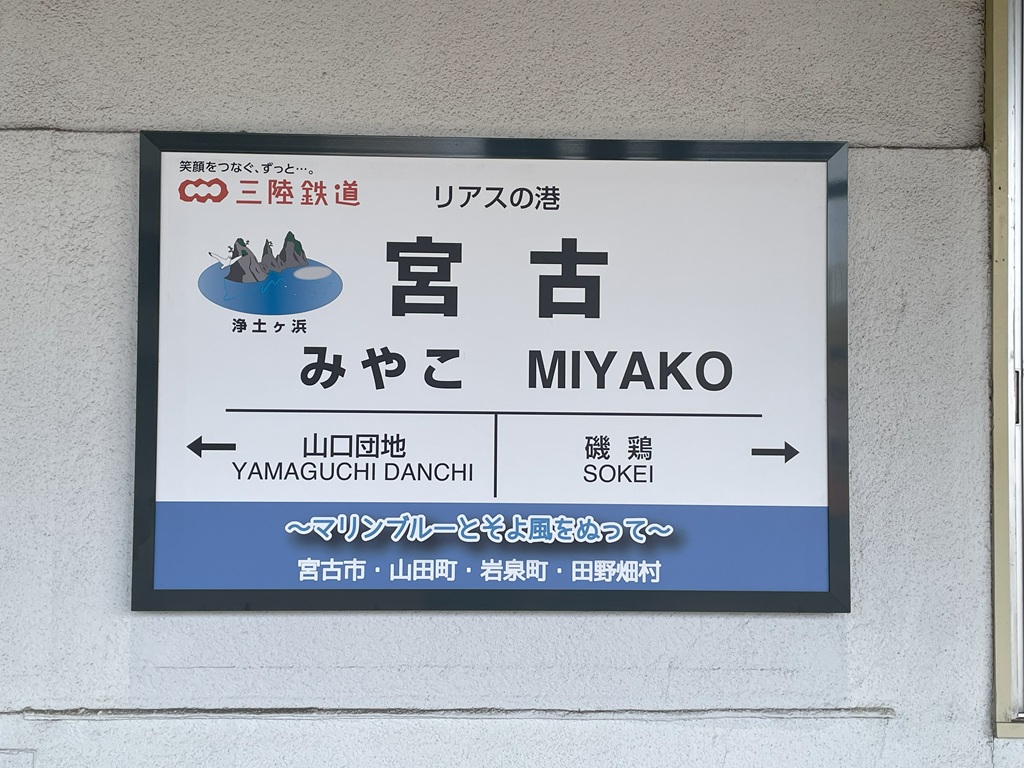 笑顔をつなぐ、ずっと…。
三陸鉄道
リアスの港
宮古
浄土ヶ浜
みやこ MIYAKO
← 山口団地 磯鶏 →
YAMAGUCHI DANCHI SOKEI
〜マリンブルーとそよ風をぬって〜
宮古市・山田町・岩泉町・田野畑村